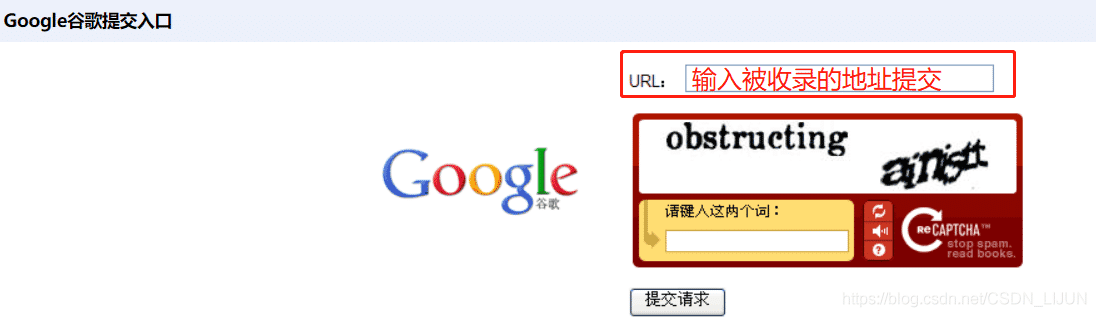 Google谷歌提交入口
URL： 输入被收录的地址提交
obstructing
Google
谷歌
请键入这两个词：
reCAPTCHA™
stop spam.
read books.
提交请求
https://blog.csdn.net/CSDN_LIJUN